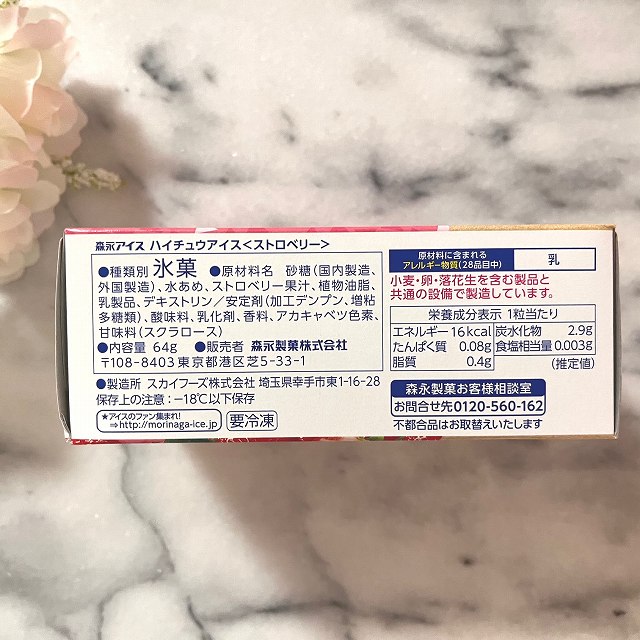 森永アイス ハイチュウアイス<ストロベリー>
●種類別 氷菓 ●原材料名 砂糖(国内製造、
外国製造)、水あめ、ストロベリー果汁、植物油脂、
乳製品、デキストリン/安定剤(加工デンプン、増粘
多糖類)、酸味料、乳化剤、香料、アカキャベツ色素、
甘味料(スクラロース)
●内容量 64g ●販売者 森永製菓株式会社
〒108-8403 東京都港区芝5-33-1
●製造所 スカイフーズ株式会社 埼玉県幸手市東1-16-28
保存上の注意:-18℃以下保存
★アイスのファン集まれ!
⇒http://morinaga-ice.jp/
要冷凍
原材料に含まれる
アレルギー物質(28品目中)
乳
小麦・卵・落花生を含む製品と
共通の設備で製造しています。
栄養成分表示 1粒当たり
エネルギー 16kcal 炭水化物 2.9g
たんぱく質 0.08g 食塩相当量 0.003g
脂質 0.4g (推定値)
森永製菓お客様相談室
お問合せ先 0120-560-162
不都合品はお取替えいたします